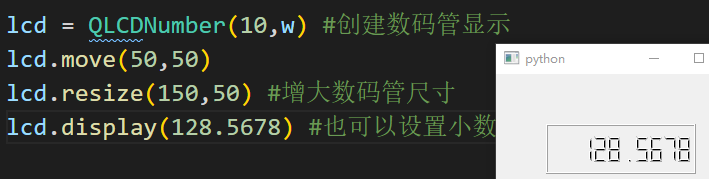 lcd = QLCDNumber(10,w) #创建数码管显示
lcd.move(50,50)
lcd.resize(150,50) #增大数码管尺寸
lcd.display(128.5678) #也可以设置小数
python
128.5678